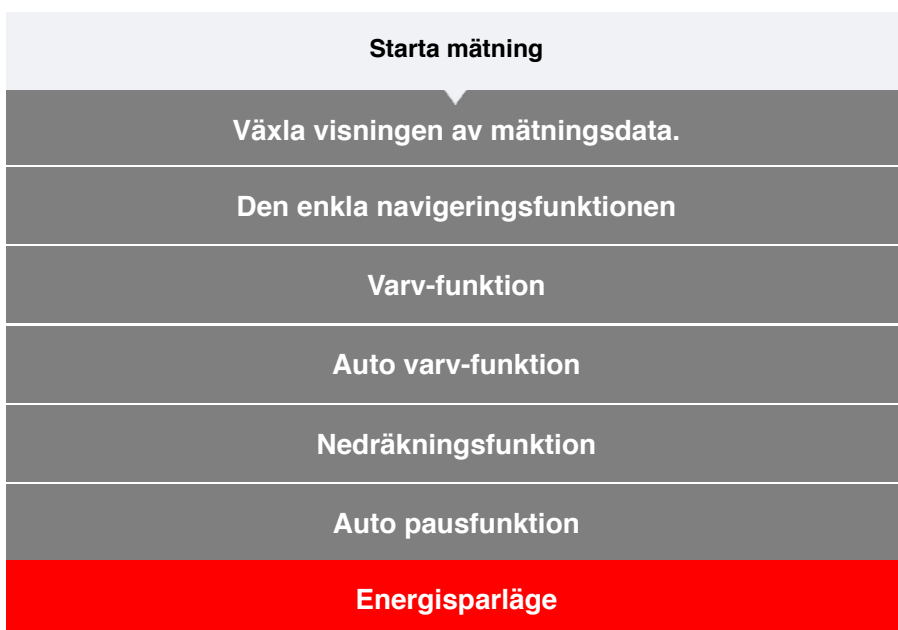 Starta mätning
Växla visningen av mätningsdata.
Den enkla navigeringsfunktionen
Varv-funktion
Auto varv-funktion
Nedräkningsfunktion
Auto pausfunktion
Energisparläge